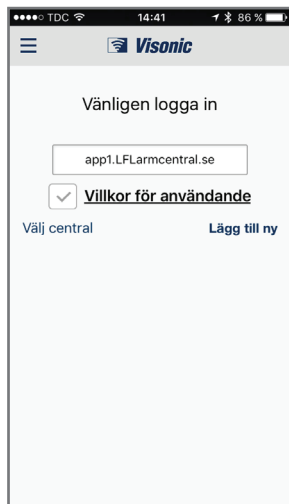 TDC 14:41 86 %
Visonic
Vänligen logga in
app1.LFLarmcentral.se
Villkor för användande
Välj central Lägg till ny